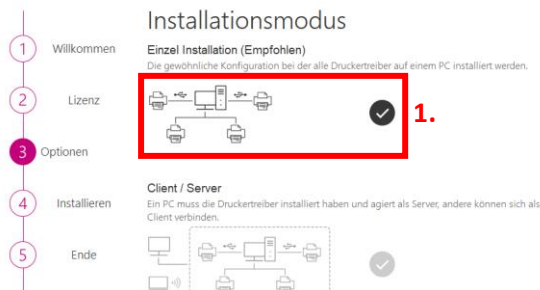 Installationsmodus
1 Willkommen
Einzel Installation (Empfohlen)
Die gewöhnliche Konfiguration bei der alle Druckertreiber auf einem PC installiert werden.
2 Lizenz
1.
3 Optionen
Client / Server
4 Installieren
Ein PC muss die Druckertreiber installiert haben und agiert als Server, andere können sich als
Client verbinden.
5 Ende